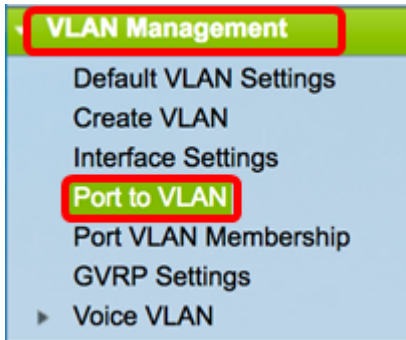 VLAN Management
Default VLAN Settings
Create VLAN
Interface Settings
Port to VLAN
Port VLAN Membership
GVRP Settings
Voice VLAN